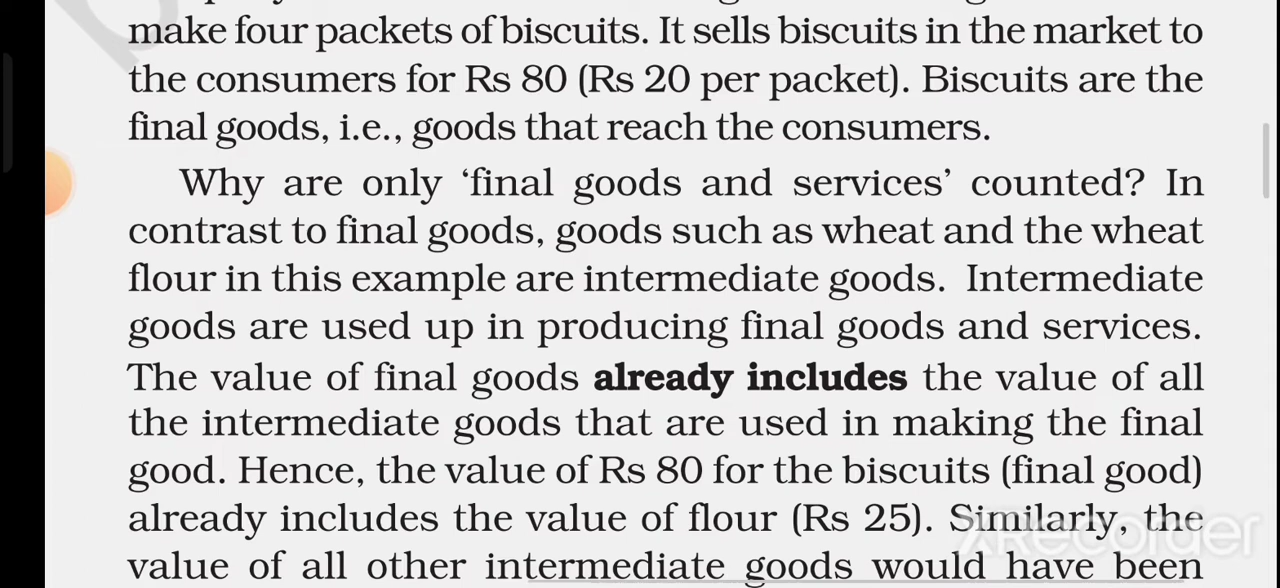 make four packets of biscuits. It sells biscuits in the market to
the consumers for Rs 80 (Rs 20 per packet). Biscuits are the
final goods, i.e., goods that reach the consumers.
Why are only ‘final goods and services’ counted? In
contrast to final goods, goods such as wheat and the wheat
flour in this example are intermediate goods. Intermediate
goods are used up in producing final goods and services.
The value of final goods already includes the value of all
the intermediate goods that are used in making the final
good. Hence, the value of Rs 80 for the biscuits (final good)
already includes the value of flour (Rs 25). Similarly, the
value of all other intermediate goods would have been
XRecorder